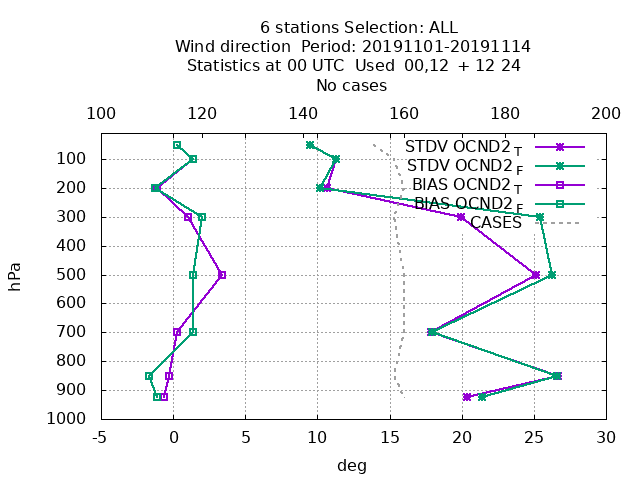 6 stations Selection: ALL
Wind direction  Period: 20191101-20191114
Statistics at 00 UTC  Used  00,12  + 12 24
No cases
100 120 140 160 180 200
STDV OCND2 T
100
STDV OCND2 F
BIAS OCND2 T
200
BIAS OCND2 F
300
CASES
400
hPa
500
600
700
800
900
1000
-5 0 5 10 15 20 25 30
deg